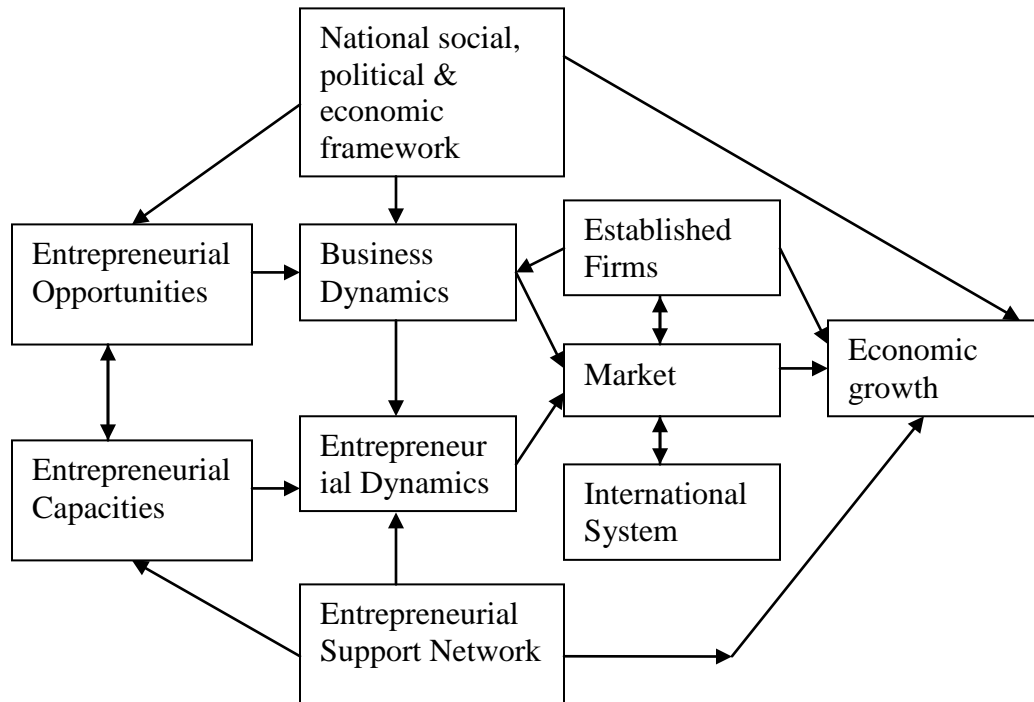 National social,
political &
economic
framework
Entrepreneurial
Opportunities
Business
Dynamics
Established
Firms
Market
Economic
growth
Entrepreneurial
Capacities
Entrepreneur
ial Dynamics
International
System
Entrepreneurial
Support Network